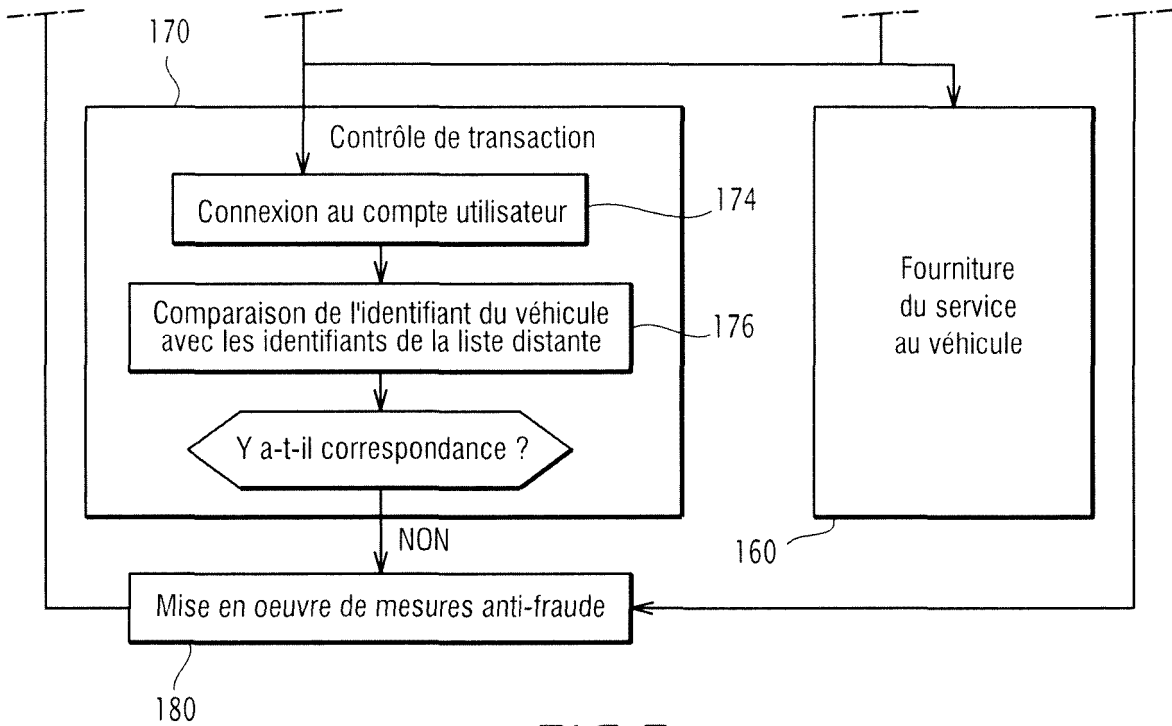 170
Contrôle de transaction
Connexion au compte utilisateur
174
Comparaison de l'identifiant du véhicule
avec les identifiants de la liste distante
176
Y a-t-il correspondance ?
NON
Mise en oeuvre de mesures anti-fraude
180
Fourniture
du service
au véhicule
160